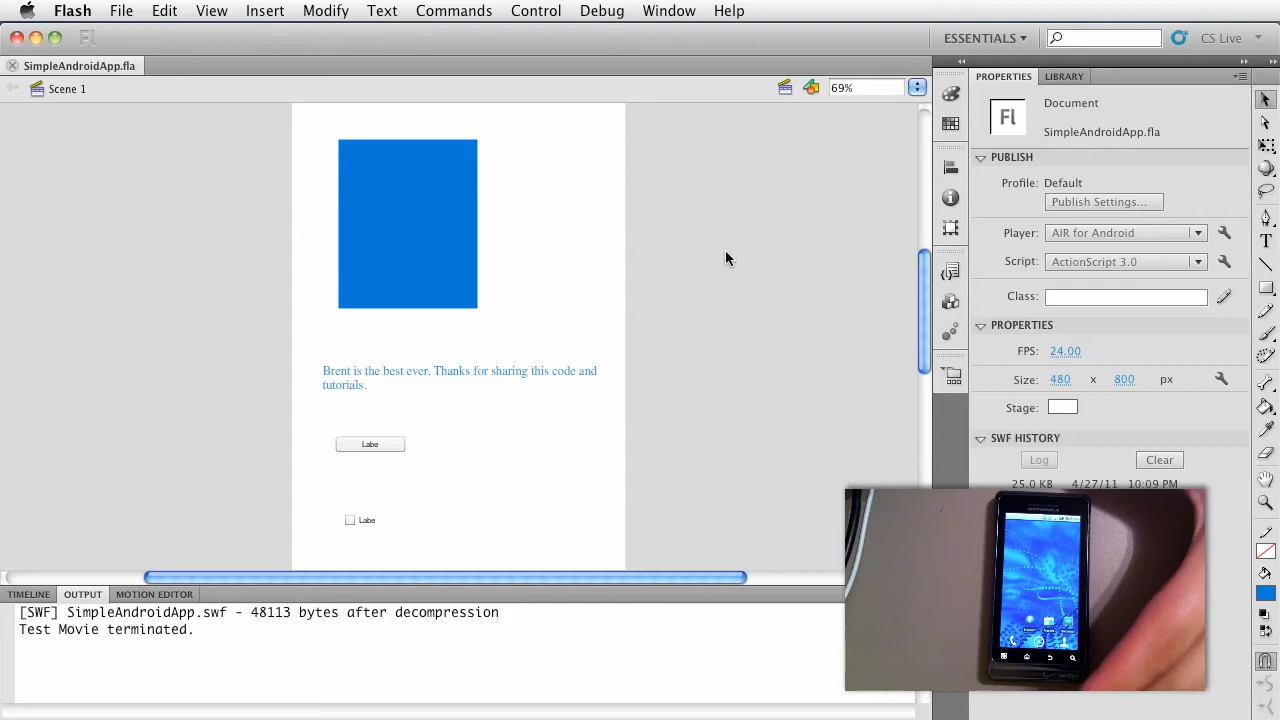 Flash File Edit View Insert Modify Text Commands Control Debug Window Help
Fl ESSENTIALS CS Live
SimpleAndroidApp.fla
Scene 1 69%
PROPERTIES LIBRARY
Fl Document
SimpleAndroidApp.fla
PUBLISH
Profile: Default
Publish Settings...
Player: AIR for Android
Script: ActionScript 3.0
Class:
PROPERTIES
FPS: 24.00
Size: 480 x 800 px
Stage:
SWF HISTORY
Log Clear
25.0 KB 4/27/11 10:09 PM
Brent is the best ever. Thanks for sharing this code and
tutorials.
Labe
Labe
TIMELINE OUTPUT MOTION EDITOR
[SWF] SimpleAndroidApp.swf - 48113 bytes after decompression
Test Movie terminated.
MOTOROLA